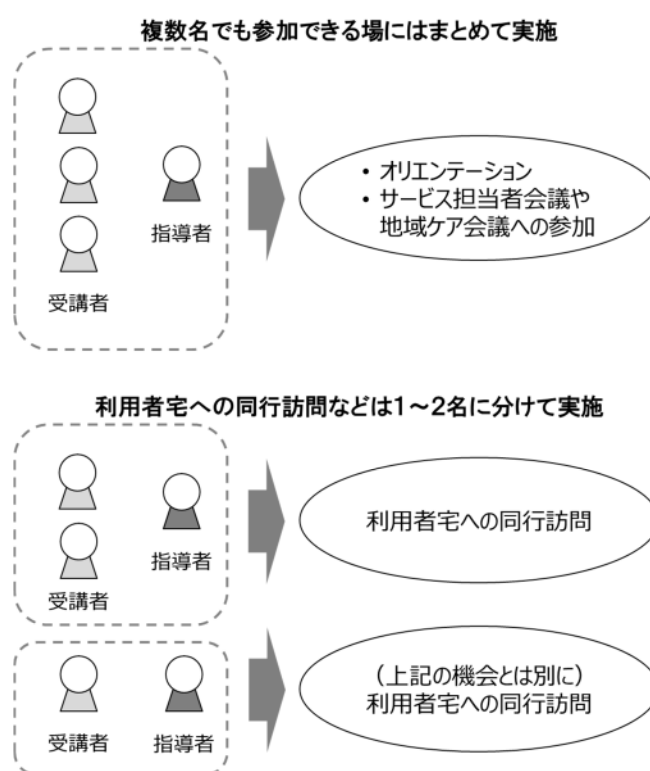 複数名でも参加できる場にはまとめて実施
指導者
受講者
• オリエンテーション
• サービス担当者会議や
地域ケア会議への参加
利用者宅への同行訪問などは1~2名に分けて実施
指導者
受講者
利用者宅への同行訪問
受講者
指導者
(上記の機会とは別に)
利用者宅への同行訪問